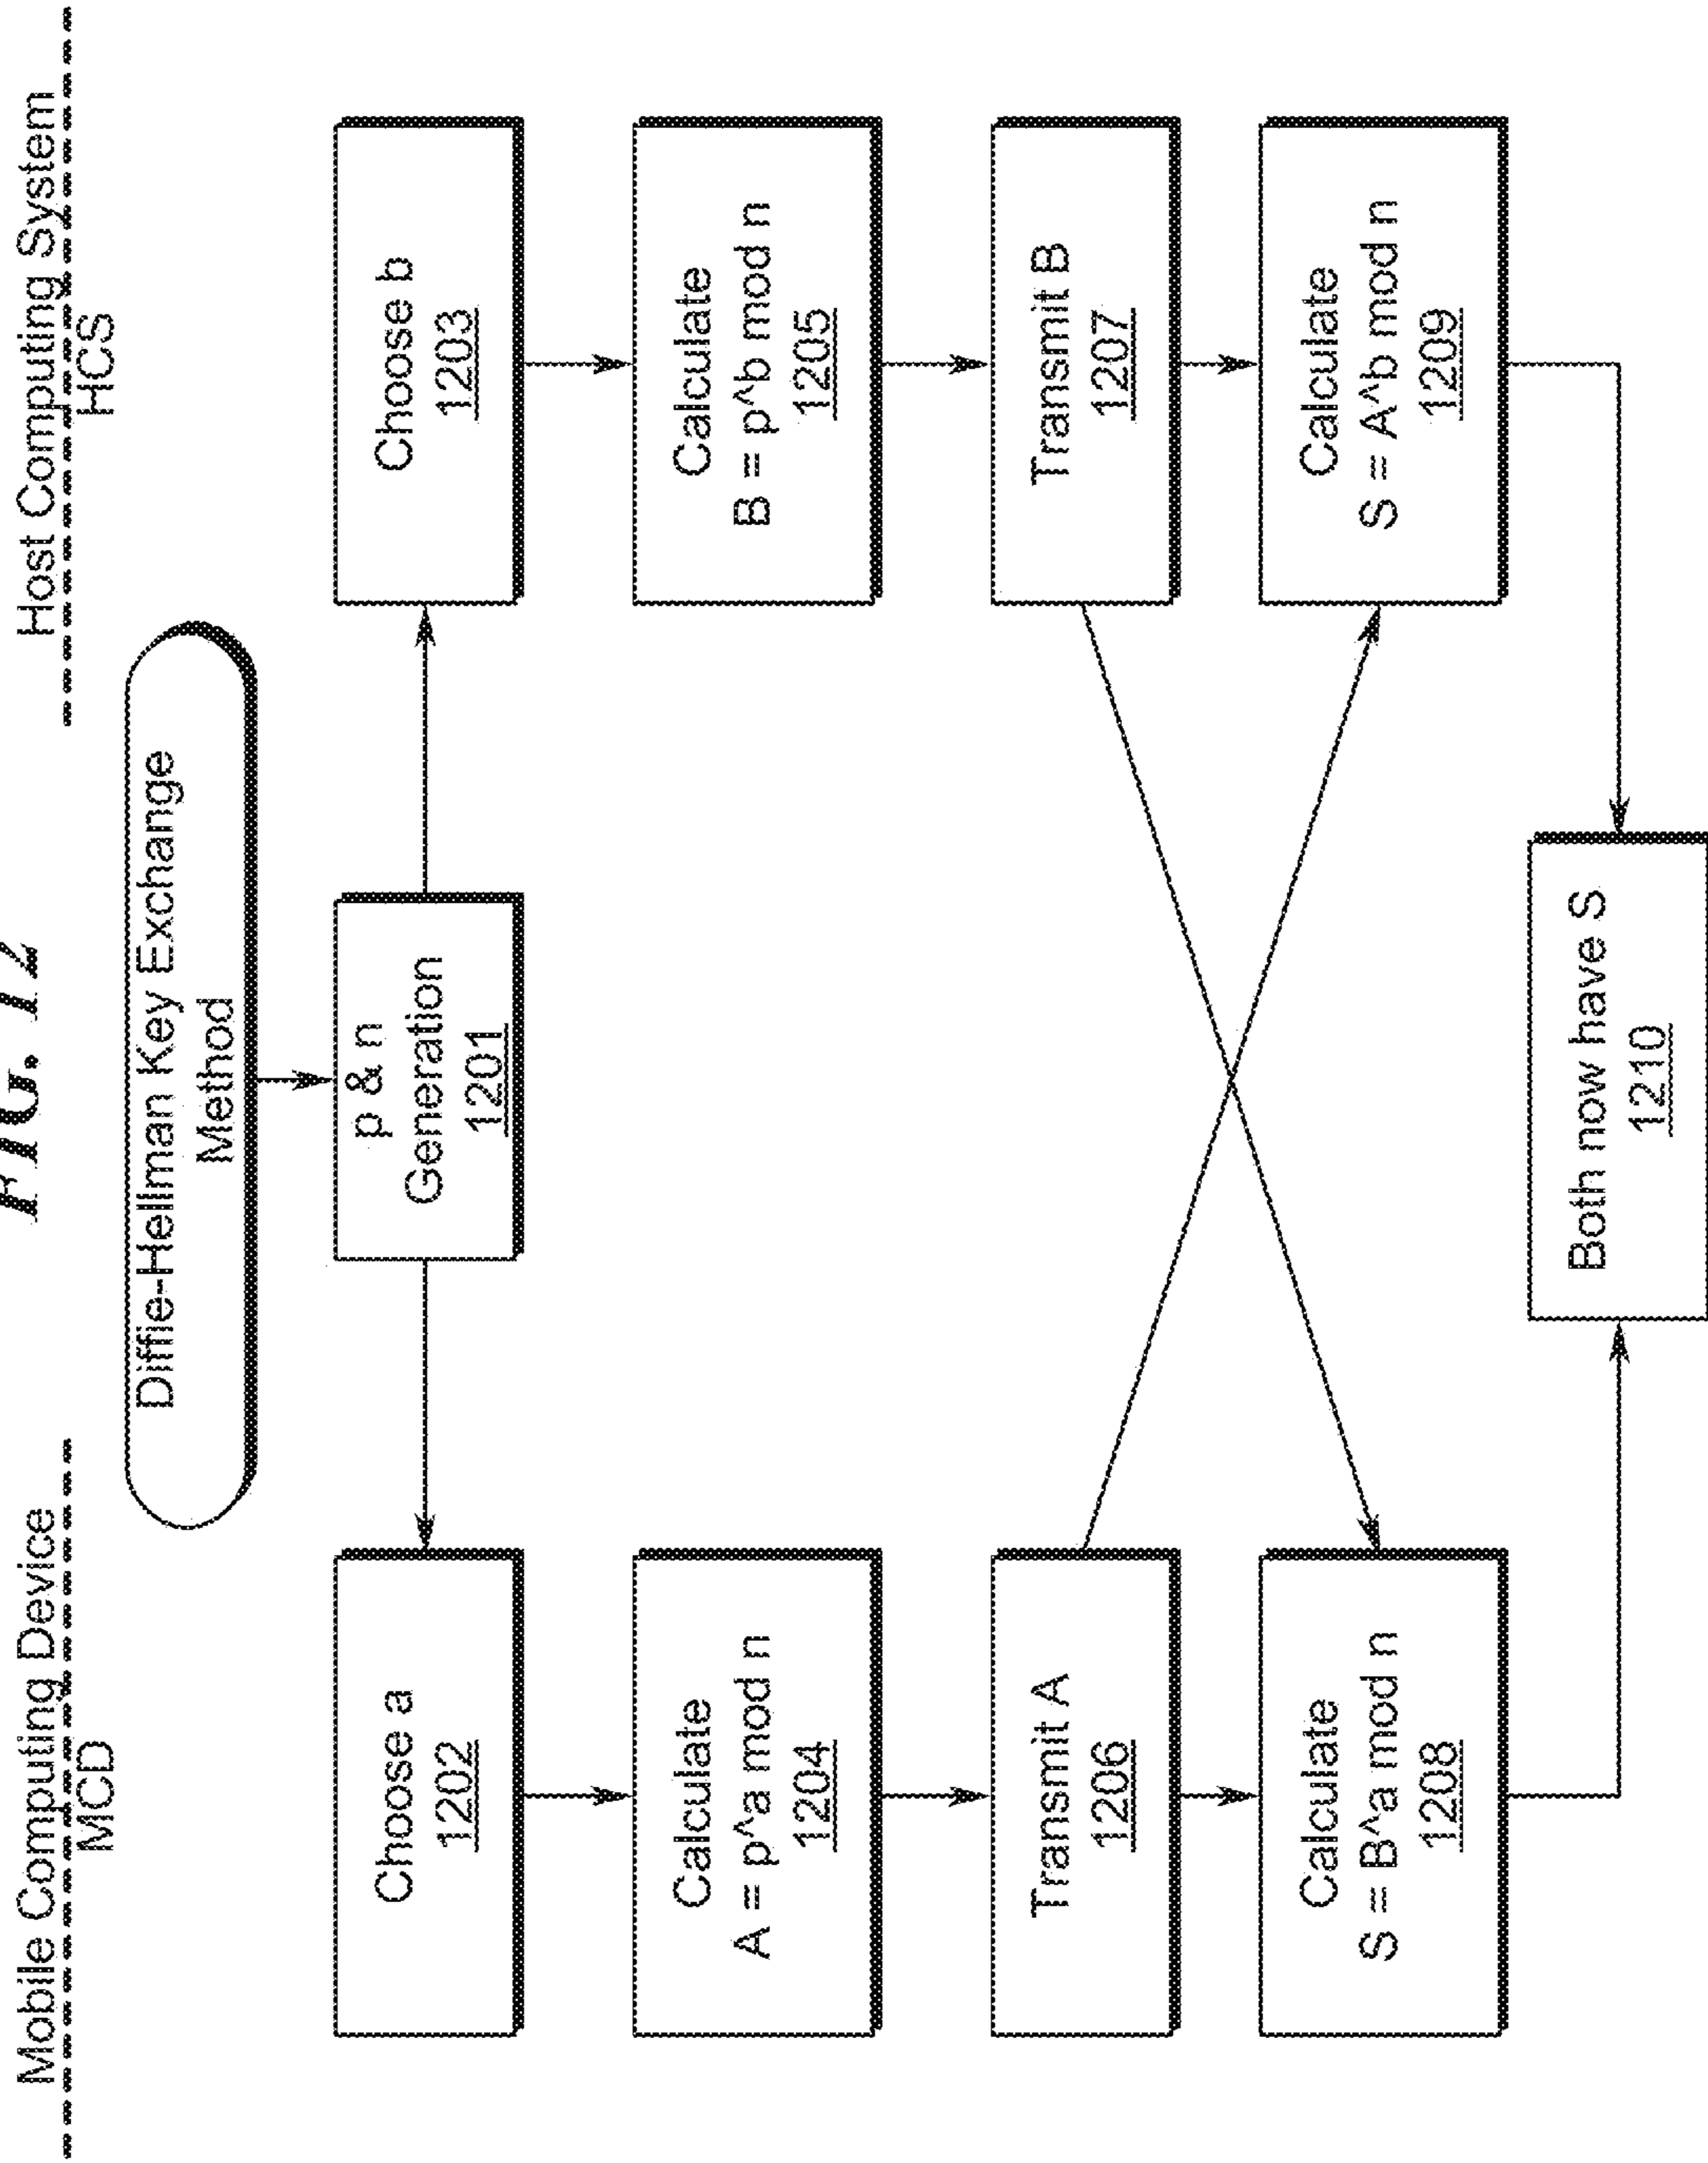 FIG. 12
Mobile Computing Device
MCD
Host Computing System
HCS
Diffie-Hellman Key Exchange
Method
p & n
Generation
1201
Choose a
1202
Choose b
1203
Calculate
A = p^a mod n
1204
Calculate
B = p^b mod n
1205
Transmit A
1206
Transmit B
1207
Calculate
S = B^a mod n
1208
Calculate
S = A^b mod n
1209
Both now have S
1210